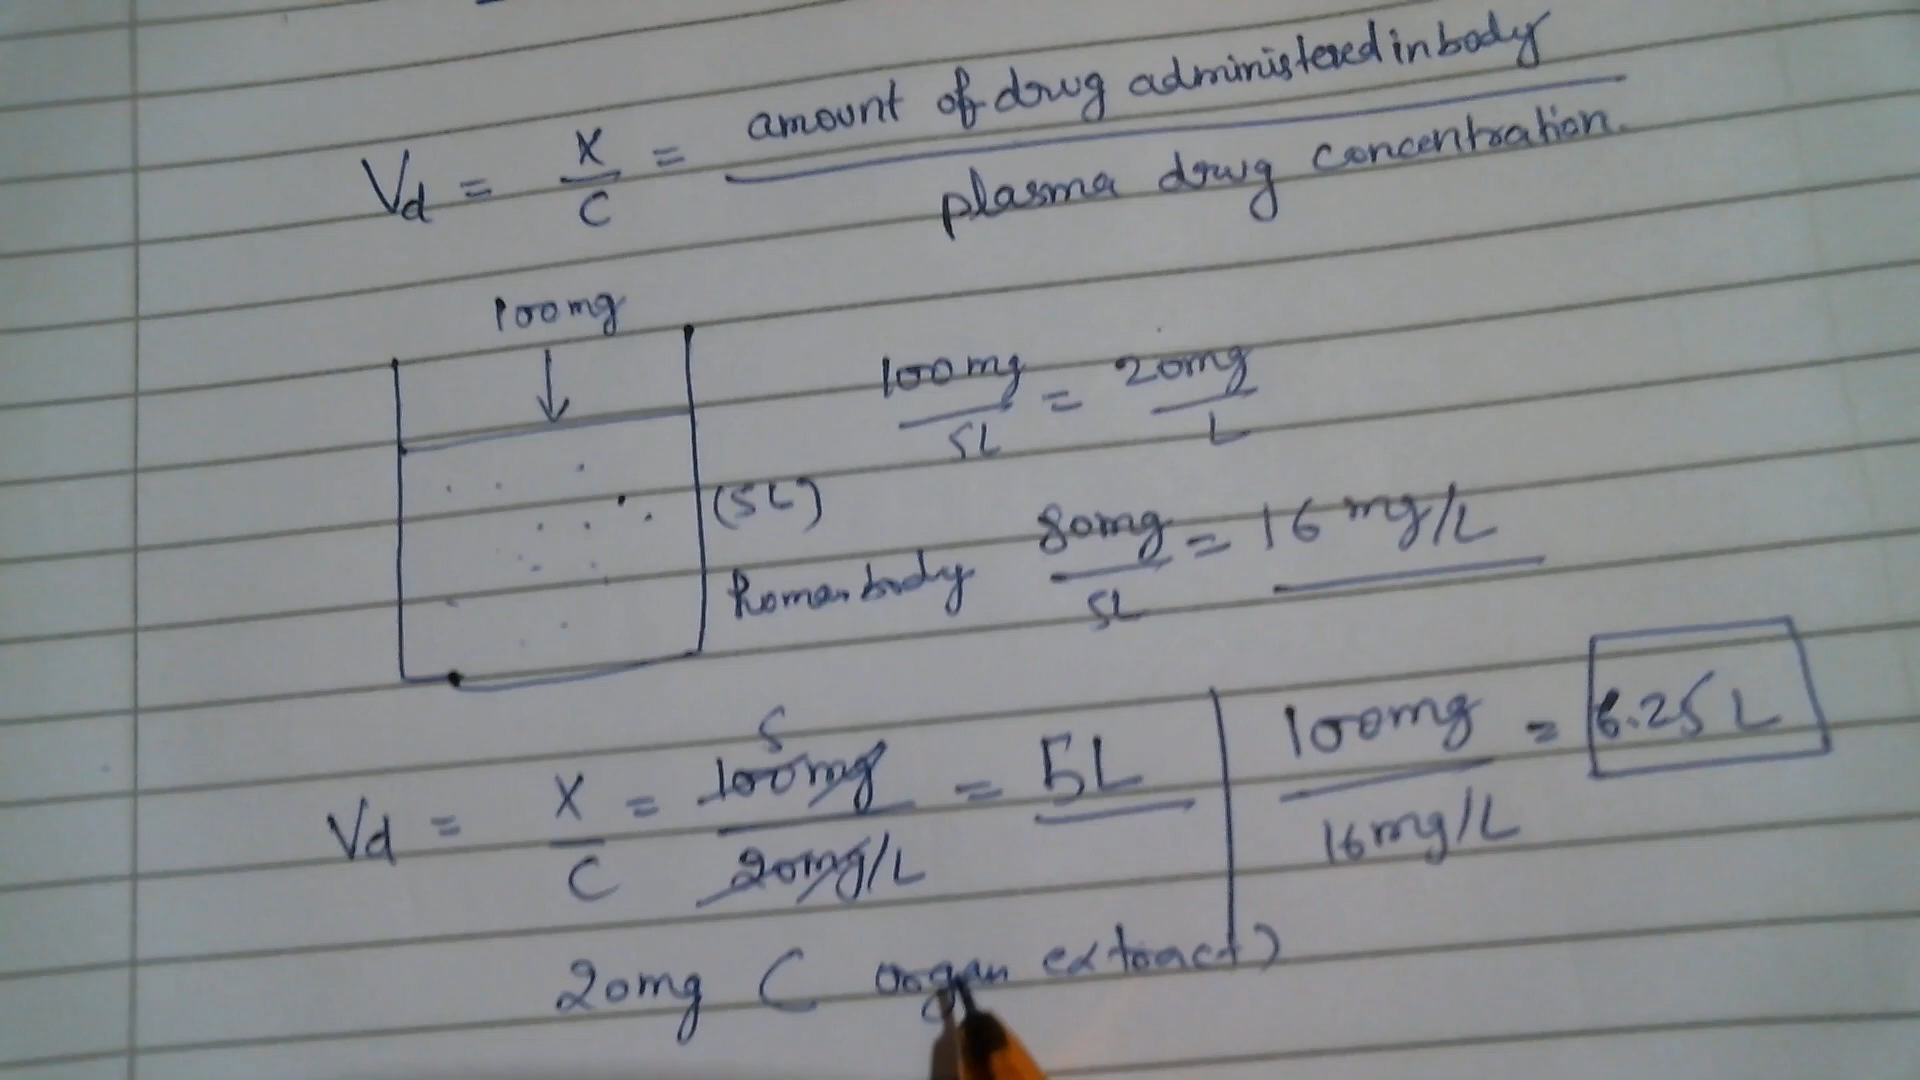 Vd = X/C = amount of drug administered in body / plasma drug concentration.
100mg
100mg/5L = 20mg/L
(5L)
Human body 80mg/5L = 16 mg/L
Vd = X/C = 100mg/20mg/L 5 = 5L | 100mg/16mg/L = 6.25 L
20mg ( organ extract)